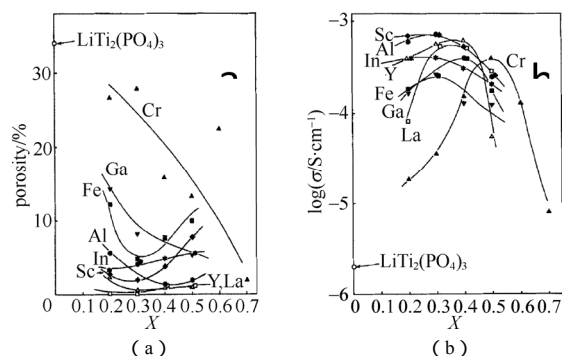 LiTi₂(PO₄)₃
Cr
Ga
Fe
Al
In
Sc
Y,La
porosity/%
30
20
10
0
0 0.1 0.2 0.3 0.4 0.5 0.6 0.7
X
(a)
Sc
Al
In
Y
Fe
Ga
La
Cr
LiTi₂(PO₄)₃
log(σ/S·cm⁻¹)
−3
−4
−5
−6
0 0.1 0.2 0.3 0.4 0.5 0.6 0.7
X
(b)